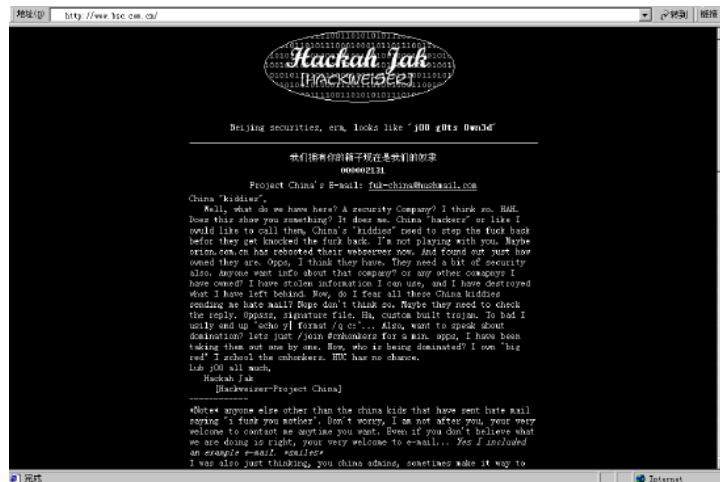 地址(D) http://www.bsc.com.cn/ 转到 链接
Hackah Jak
[HACKWEISER]
Beijing securities, erm, looks like "j00 g0ts 0wn3d"
我们拥有你的箱子现在是我们的奴隶
000002131
Project China's E-mail: fuk-china@hushmail.com
China "kiddies",
Well, what do we have here? A security Company? I think so. HAH.
Does this show you something? It does me. China "hackers" or like I
would like to call them, China's "kiddies" need to step the fuck back
befor they get knocked the fuck back. I'm not playing with you. Maybe
orion.com.cn has rebooted their webserver now. And found out just how
owned they are. Opps, I think they have. They need a bit of security
also. Anyone want info about that company? or any other comapnys I
have owned? I have stolen information I can use, and I have destroyed
what I have left behind. Now, do I fear all these China kiddies
sending me hate mail? Nope don't think so. Maybe they need to check
the reply. Oppsss, signature file. Ha, custom built trojan. To bad I
usily end up "echo y| format /q c:"... Also, want to speak about
domination? lets just /join #cnhonkers for a min. opps, I have been
taking them out one by one. Now, who is being dominated? I own "big
red" I school the cnhonkers. HUC has no chance.
Lub j00 all much,
Hackah Jak
[Hackweiser-Project China]
------------
*Note* anyone else other than the china kids that have sent hate mail
saying "i fuck you mother". Don't worry, I am not after you, your very
welcome to contact me anytime you want. Even if you don't believe what
we are doing is right, your very welcome to e-mail... Yes I included
an example e-mail. *smiles*
I was also just thinking, you china admins, sometimes make it way to
完成 Internet